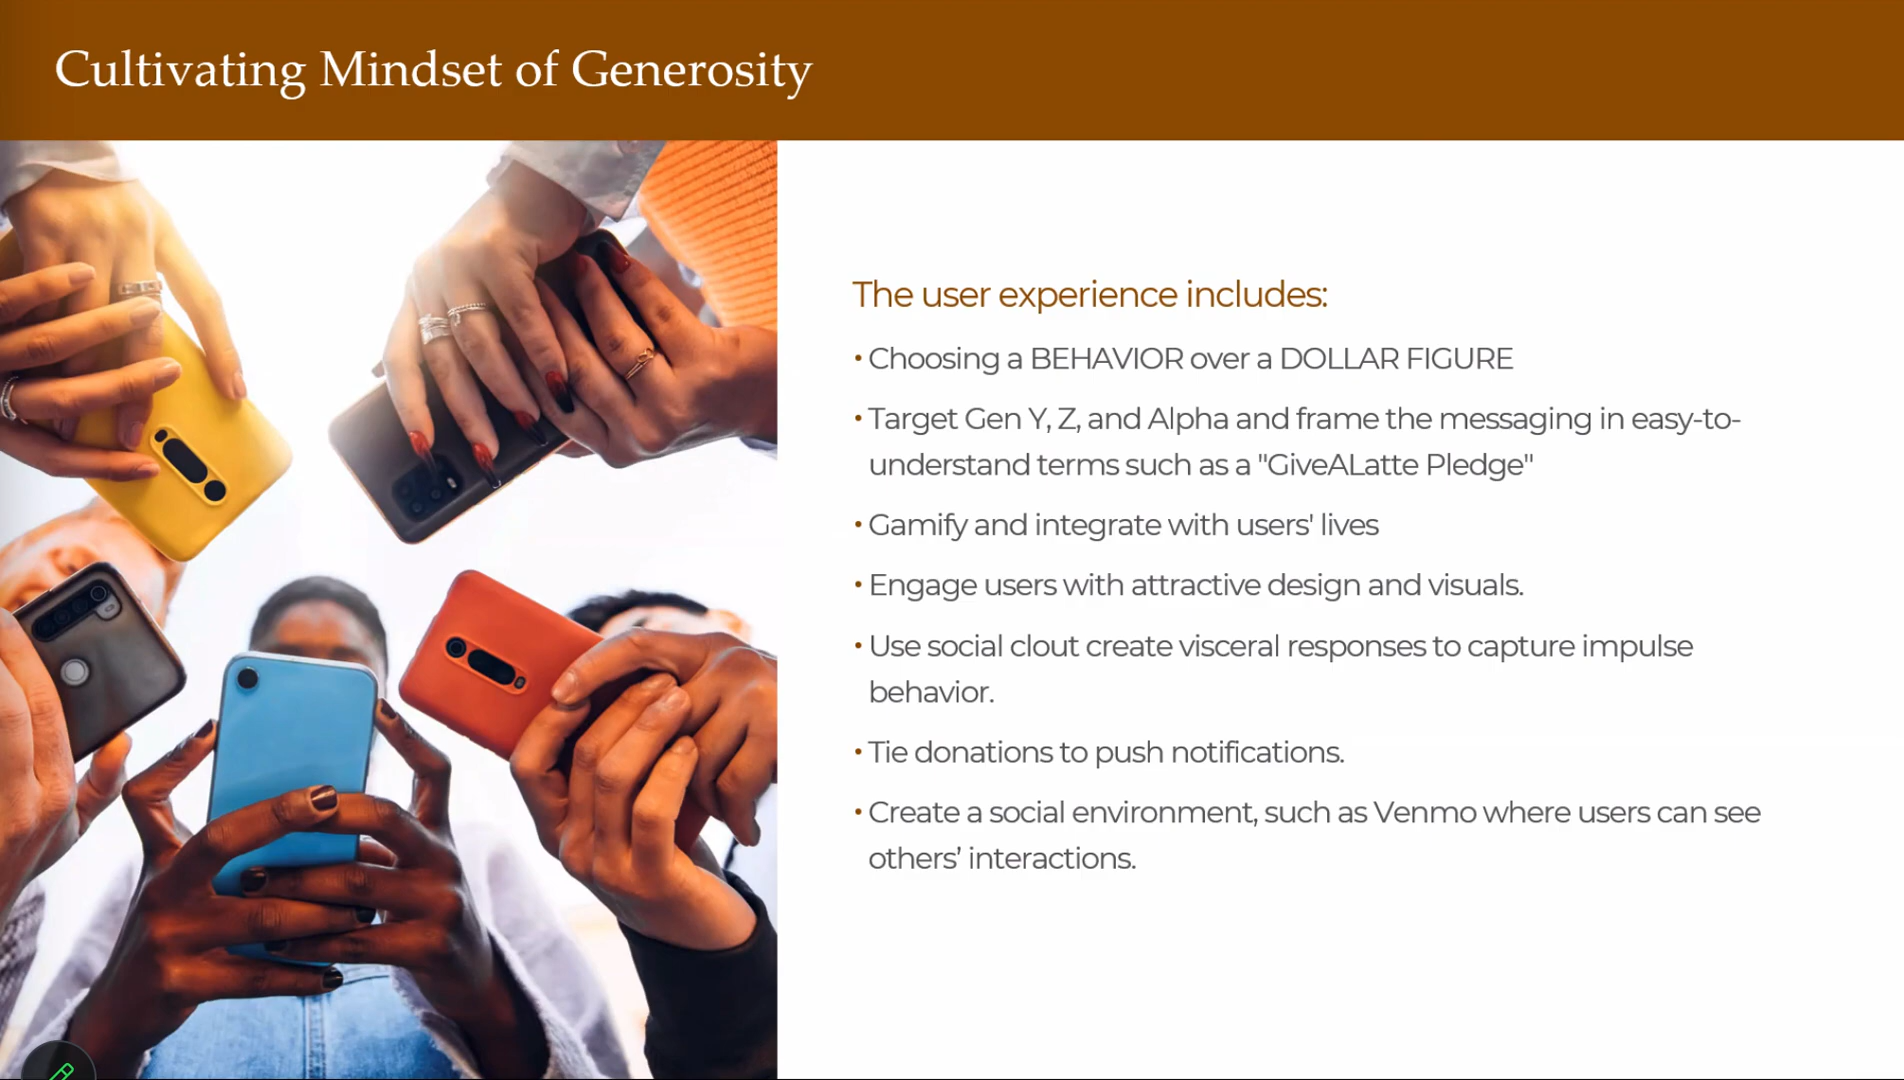 Cultivating Mindset of Generosity
The user experience includes:
• Choosing a BEHAVIOR over a DOLLAR FIGURE
• Target Gen Y, Z, and Alpha and frame the messaging in easy-to-
understand terms such as a "GiveALatte Pledge"
• Gamify and integrate with users' lives
• Engage users with attractive design and visuals.
• Use social clout create visceral responses to capture impulse
behavior.
• Tie donations to push notifications.
• Create a social environment, such as Venmo where users can see
others’ interactions.